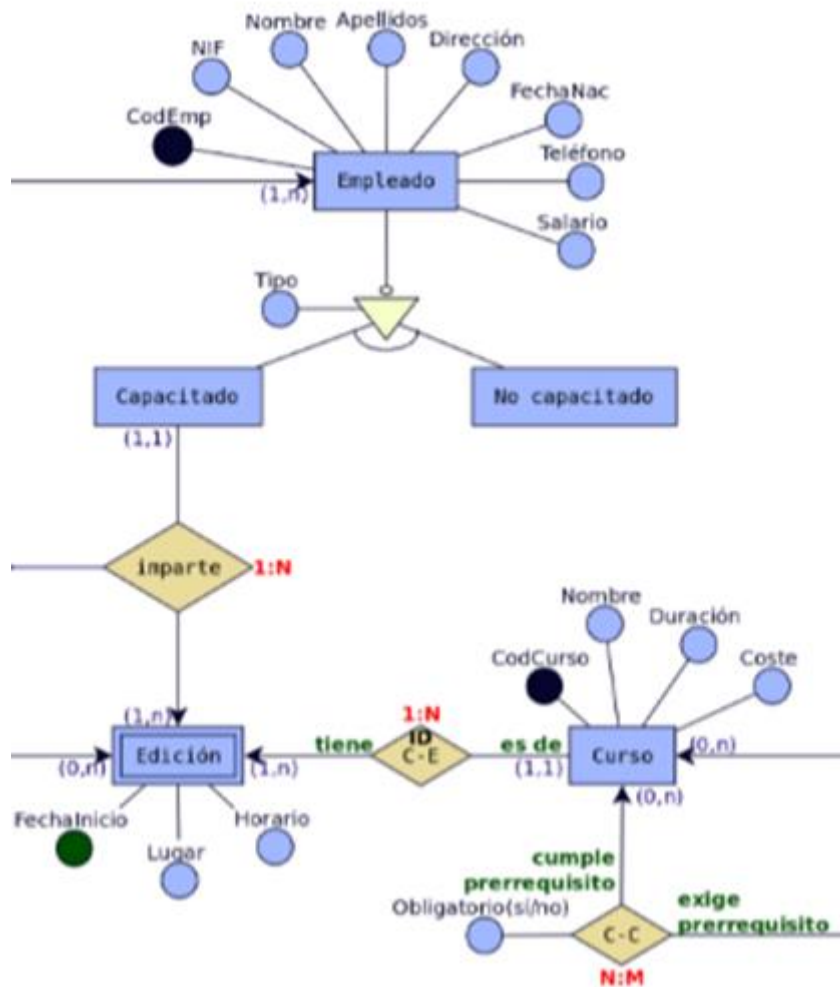 Nombre
Apellidos
NIF
Dirección
CodEmp
FechaNac
(1,n)
Empleado
Teléfono
Salario
Tipo
Capacitado
No capacitado
(1,1)
imparte
1:N
Nombre
Duración
CodCurso
Coste
(1,n)
1:N
ID
Edición
tiene
C-E
es de
Curso
(0,n)
(0,n)
(1,n)
(1,1)
(0,n)
FechaInicio
Lugar
Horario
cumple
prerrequisito
exige
prerrequisito
Obligatorio(sí/no)
C-C
N:M